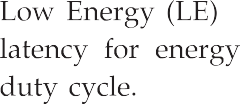 Low Energy (LE)
latency for energy
duty cycle.